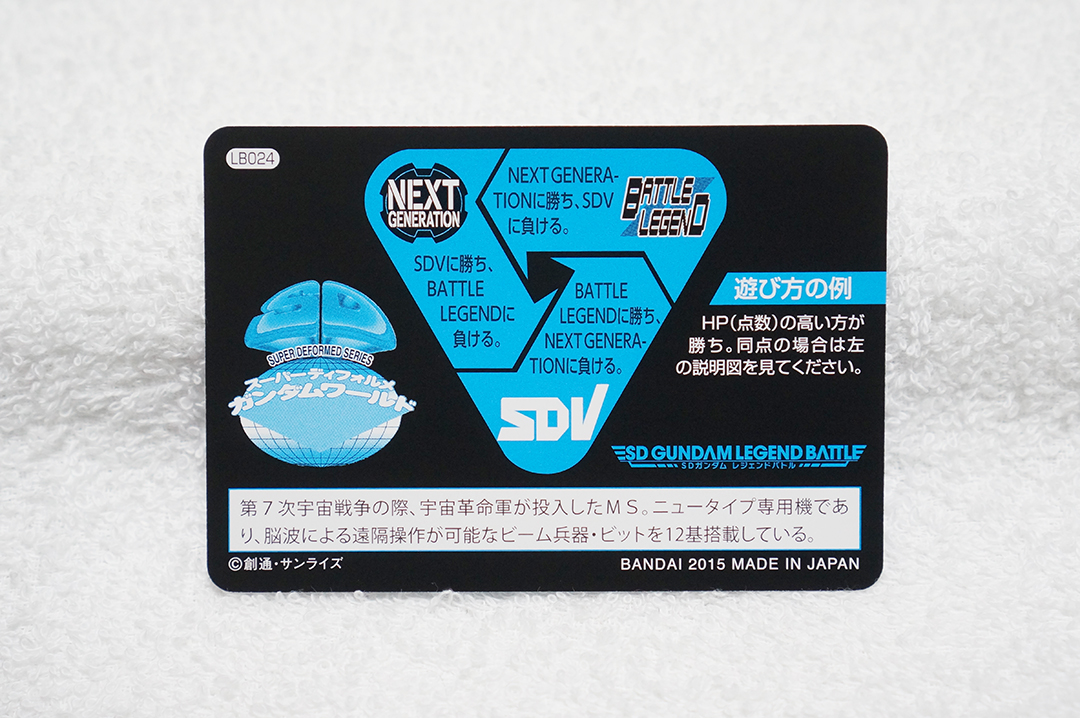 LB024
NEXT
GENERATION
NEXT GENERA-
TIONに勝ち、SDV
に負ける。
BATTLE
LEGEND
SDVに勝ち、
BATTLE
LEGENDに
負ける。
BATTLE
LEGENDに勝ち、
NEXT GENERA-
TIONに負ける。
SDV
遊び方の例
HP(点数)の高い方が
勝ち。同点の場合は左
の説明図を見てください。
SUPER DEFORMED SERIES
スーパーディフォルメ
ガンダムワールド
SD GUNDAM LEGEND BATTLE
SDガンダム レジェンドバトル
第7次宇宙戦争の際、宇宙革命軍が投入したMS。ニュータイプ専用機であ
り、脳波による遠隔操作が可能なビーム兵器・ビットを12基搭載している。
©創通・サンライズ
BANDAI 2015 MADE IN JAPAN